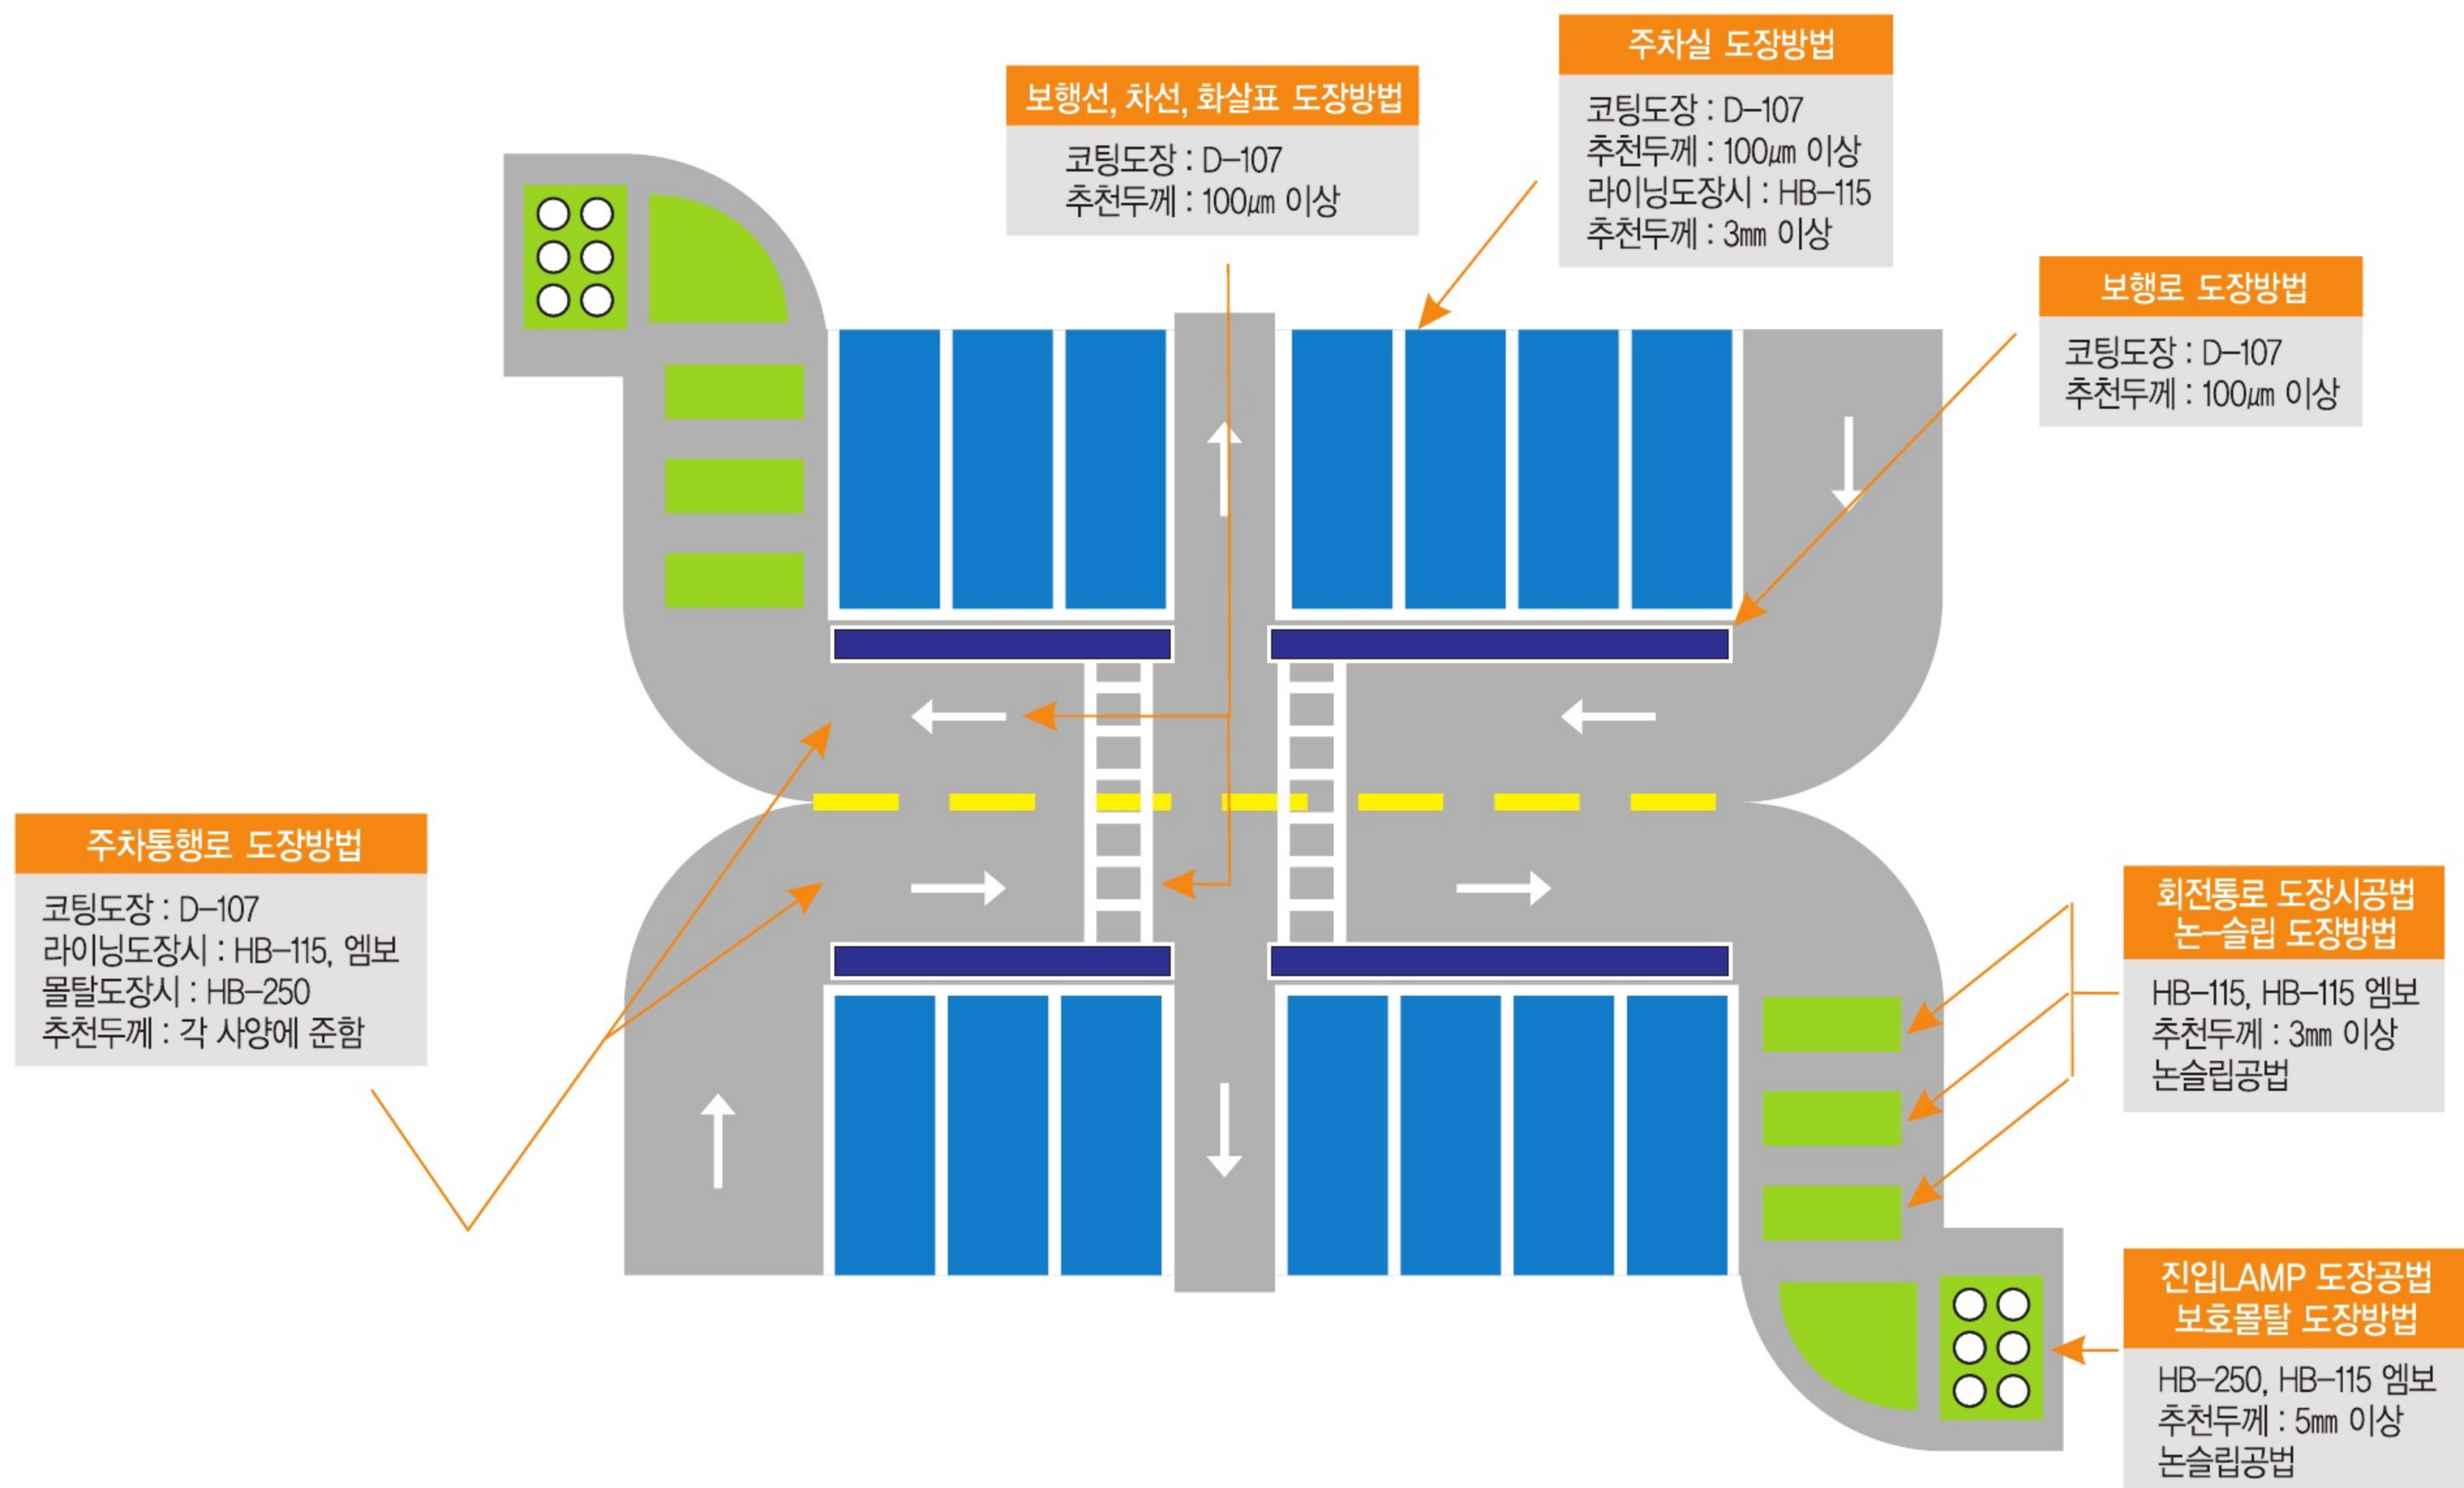 주차실 도장방법
코팅도장 : D-107
추천두께 : 100㎛ 이상
라이닝도장시 : HB-115
추천두께 : 3㎜ 이상
보행선, 차선, 화살표 도장방법
코팅도장 : D-107
추천두께 : 100㎛ 이상
보행로 도장방법
코팅도장 : D-107
추천두께 : 100㎛ 이상
주차통행로 도장방법
코팅도장 : D-107
라이닝도장시 : HB-115, 엠보
몰탈도장시 : HB-250
추천두께 : 각 사양에 준함
회전통로 도장시공법
논-슬립 도장방법
HB-115, HB-115 엠보
추천두께 : 3㎜ 이상
논슬립공법
진입LAMP 도장공법
보호몰탈 도장방법
HB-250, HB-115 엠보
추천두께 : 5㎜ 이상
논슬립공법